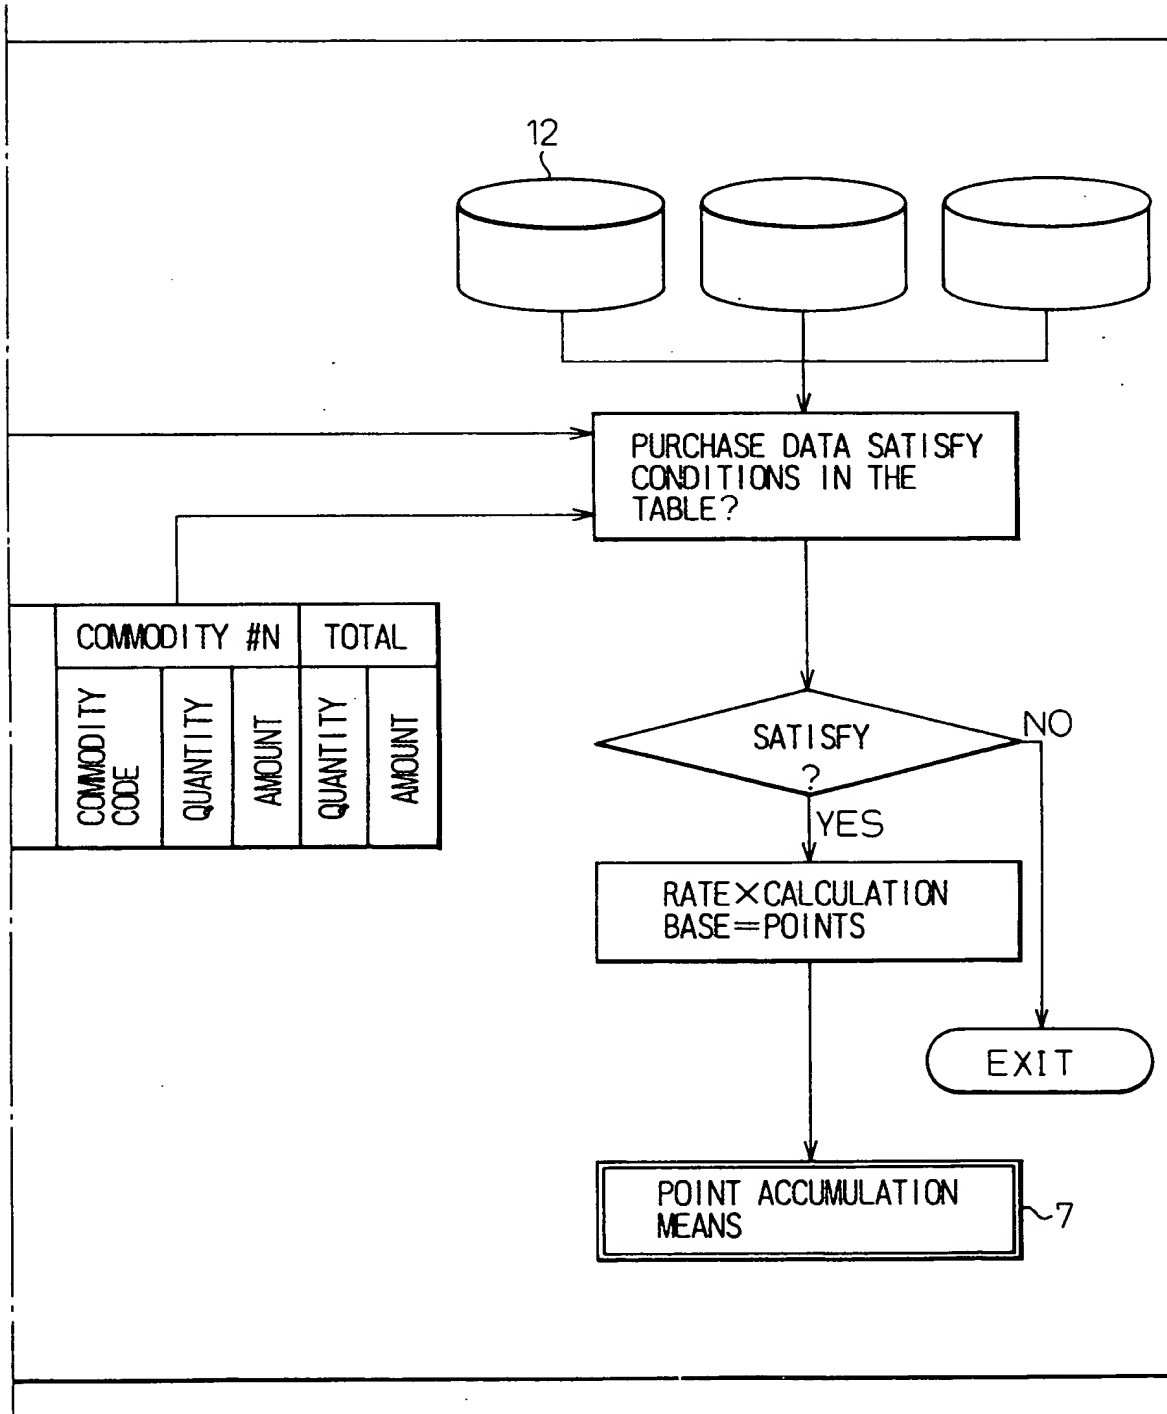 12
PURCHASE DATA SATISFY
CONDITIONS IN THE
TABLE?
COMMODITY #N
TOTAL
COMMODITY
CODE
QUANTITY
AMOUNT
QUANTITY
AMOUNT
SATISFY
?
NO
YES
RATE×CALCULATION
BASE=POINTS
EXIT
POINT ACCUMULATION
MEANS
7